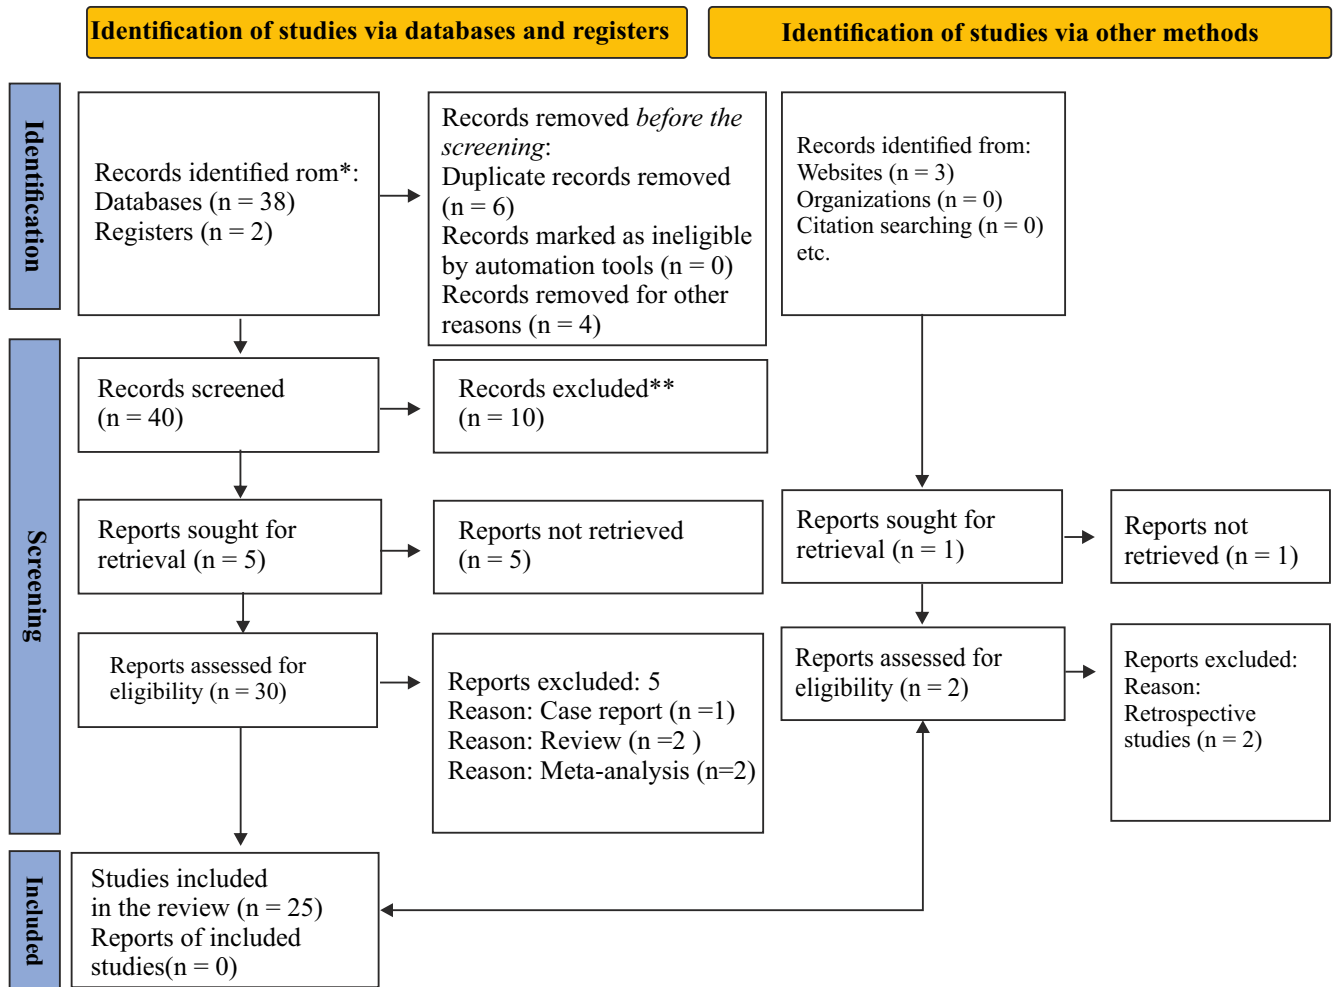 Identification of studies via databases and registers
Identification of studies via other methods
Identification
Records identified rom*:
Databases (n = 38)
Registers (n = 2)
Records removed before the
screening:
Duplicate records removed
(n = 6)
Records marked as ineligible
by automation tools (n = 0)
Records removed for other
reasons (n = 4)
Records identified from:
Websites (n = 3)
Organizations (n = 0)
Citation searching (n = 0)
etc.
Screening
Records screened
(n = 40)
Records excluded**
(n = 10)
Reports sought for
retrieval (n = 5)
Reports not retrieved
(n = 5)
Reports sought for
retrieval (n = 1)
Reports not
retrieved (n = 1)
Reports assessed for
eligibility (n = 30)
Reports excluded: 5
Reason: Case report (n =1)
Reason: Review (n =2 )
Reason: Meta-analysis (n=2)
Reports assessed for
eligibility (n = 2)
Reports excluded:
Reason:
Retrospective
studies (n = 2)
Included
Studies included
in the review (n = 25)
Reports of included
studies(n = 0)